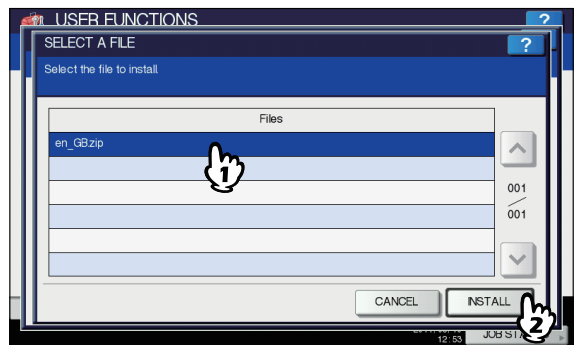 USER FUNCTIONS
?
SELECT A FILE
?
Select the file to install.
Files
en_GB.zip
1
001
001
CANCEL
INSTALL
2
12:53
JOB ST